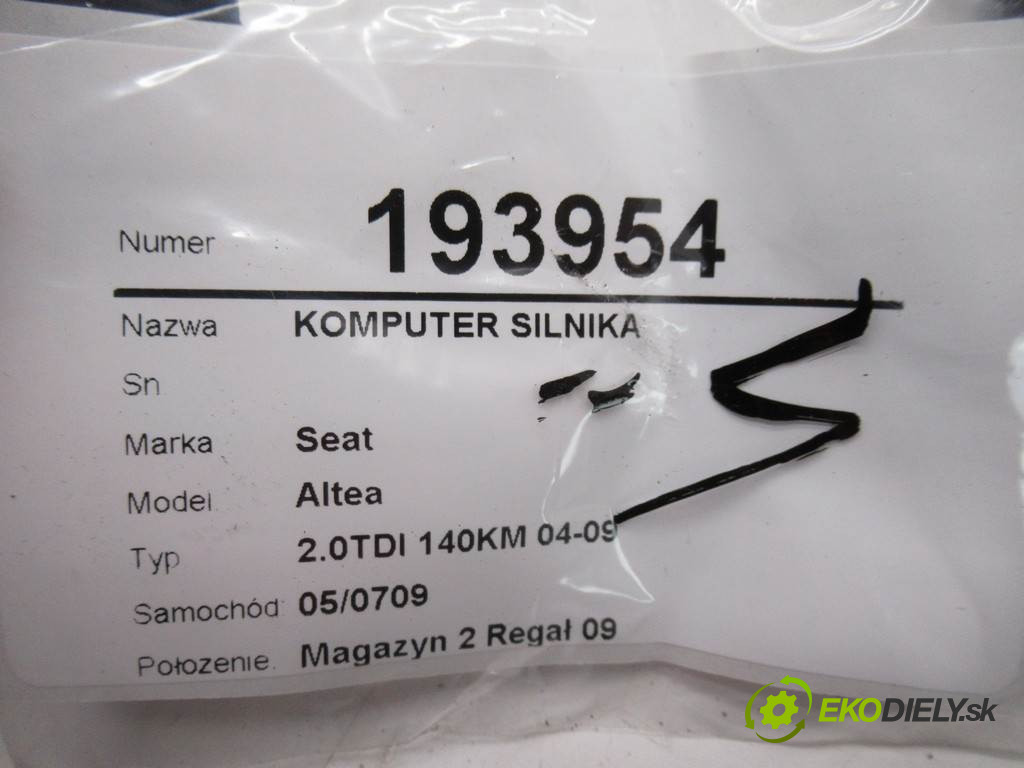 Numer 193954
Nazwa KOMPUTER SILNIKA
Sn
Marka Seat
Model Altea
Typ 2.0TDI 140KM 04-09
Samochód 05/0709
Położenie Magazyn 2 Regał 09
EKODIELY.sk